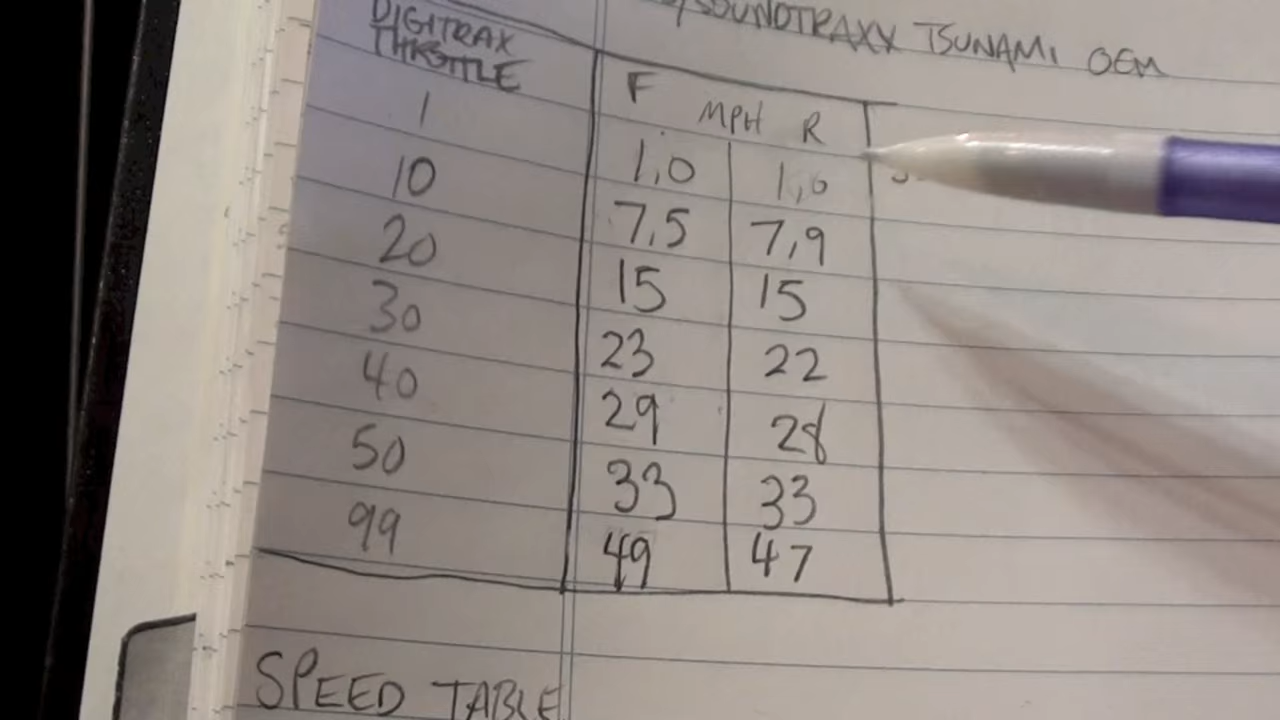 SOUNDTRAXX TSUNAMI OEM
DIGITRAX
THROTTLE F MPH R
1 1,0 1,0
10 7,5 7,9
20 15 15
30 23 22
40 29 28
50 33 33
99 49 47
SPEED TABLE